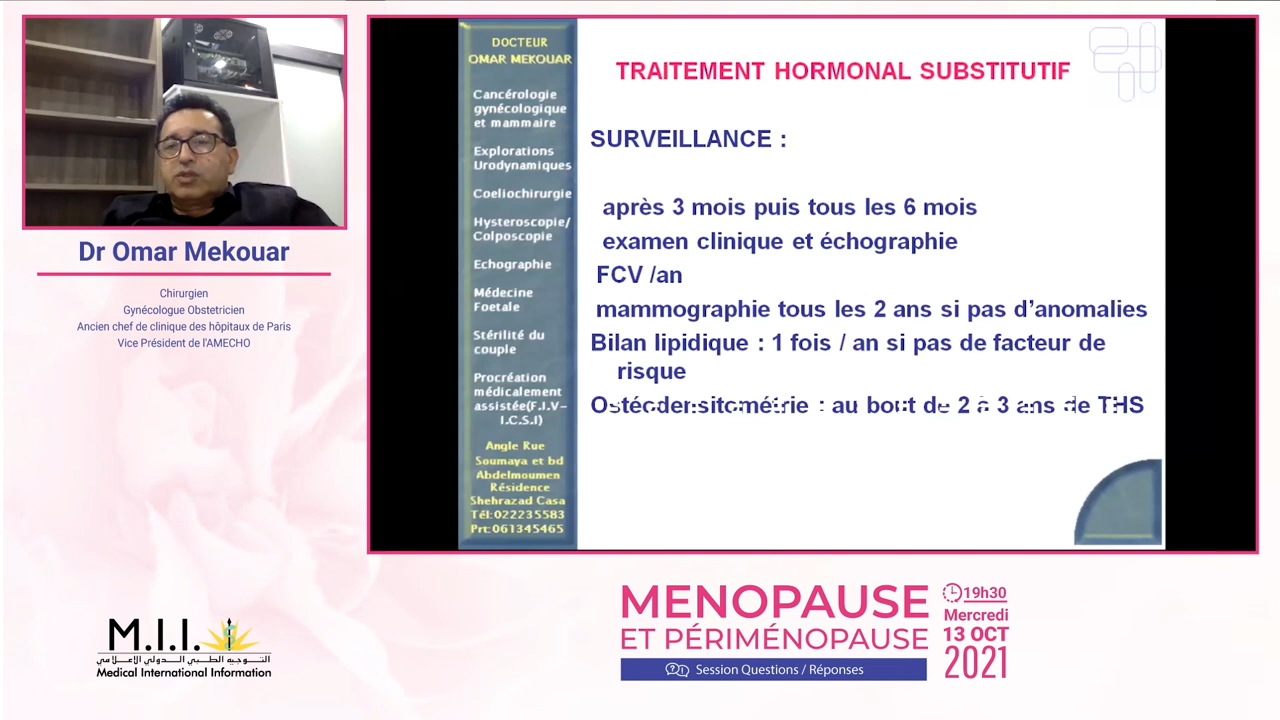 Dr Omar Mekouar
Chirurgien
Gynécologue Obstetricien
Ancien chef de clinique des hôpitaux de Paris
Vice Président de l'AMECHO
DOCTEUR
OMAR MEKOUAR
Cancérologie
gynécologique
et mammaire
Explorations
Urodynamiques
Coeliochirurgie
Hysteroscopie/
Colposcopie
Echographie
Médecine
Foetale
Stérilité du
couple
Procréation
médicalement
assistée(F.I.V-
I.C.S.I)
Angle Rue
Soumaya et bd
Abdelmoumen
Résidence
Shehrazad Casa
Tél:022235583
Prt:061345465
TRAITEMENT HORMONAL SUBSTITUTIF
SURVEILLANCE :
après 3 mois puis tous les 6 mois
examen clinique et échographie
FCV /an
mammographie tous les 2 ans si pas d'anomalies
Bilan lipidique : 1 fois / an si pas de facteur de
risque
Ostéodensitométrie : au bout de 2 à 3 ans de THS
M.I.I.
التوجيه الطبي الدولي الإعلامي
Medical International Information
MENOPAUSE
ET PÉRIMÉNOPAUSE
Session Questions / Réponses
19h30
Mercredi
13 OCT
2021